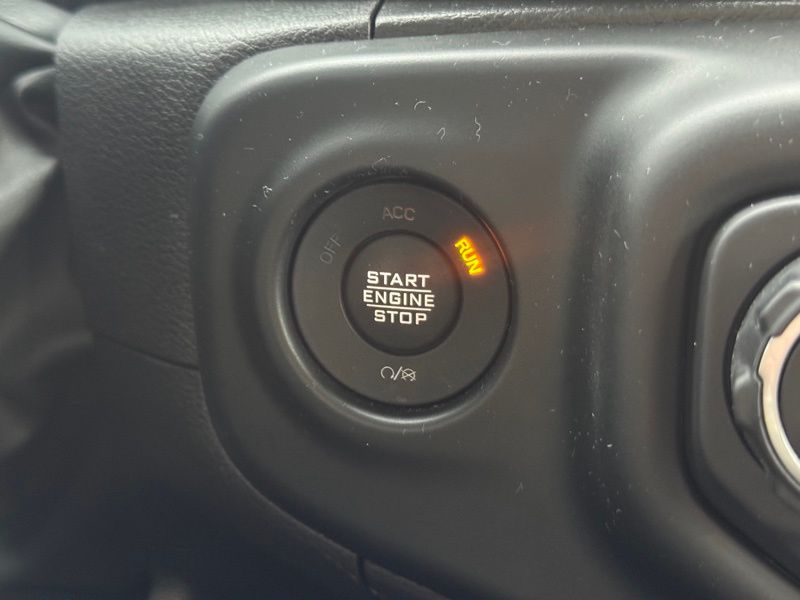 ACC
OFF
RUN
START
ENGINE
STOP